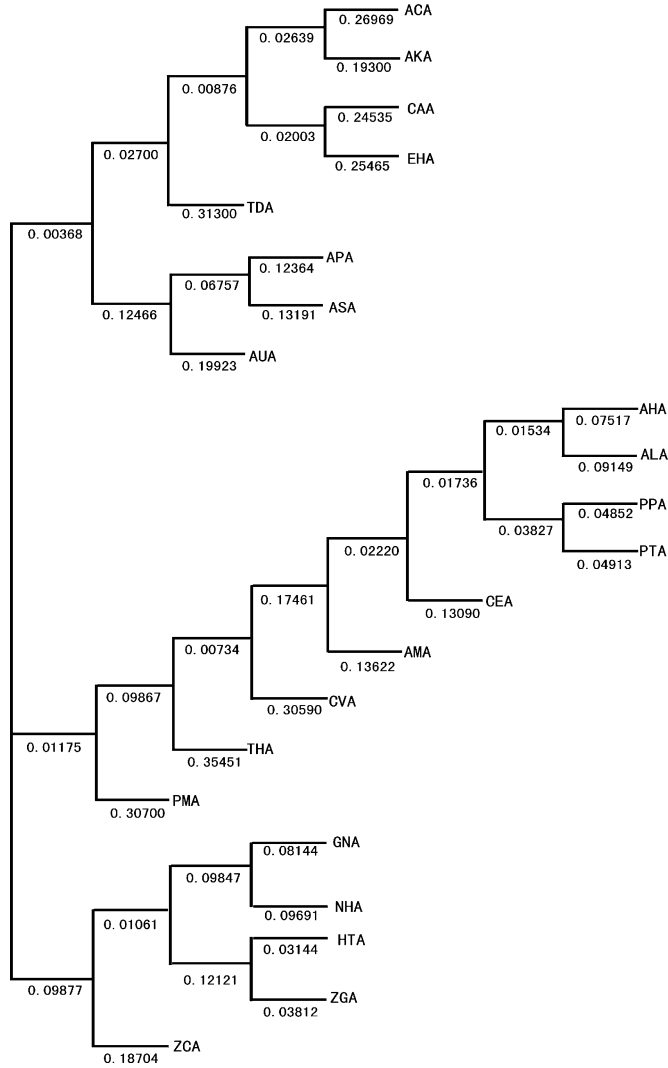 ACA
0.26969
0.02639
AKA
0.19300
0.00876
CAA
0.24535
0.02003
EHA
0.25465
0.02700
TDA
0.31300
0.00368
APA
0.12364
0.06757
ASA
0.13191
0.12466
AUA
0.19923
AHA
0.07517
0.01534
ALA
0.09149
0.01736
PPA
0.04852
0.03827
PTA
0.04913
0.02220
CEA
0.13090
0.17461
AMA
0.13622
0.00734
CVA
0.30590
0.09867
THA
0.35451
0.01175
PMA
0.30700
GNA
0.08144
0.09847
NHA
0.09691
0.01061
HTA
0.03144
0.12121
ZGA
0.03812
0.09877
ZCA
0.18704